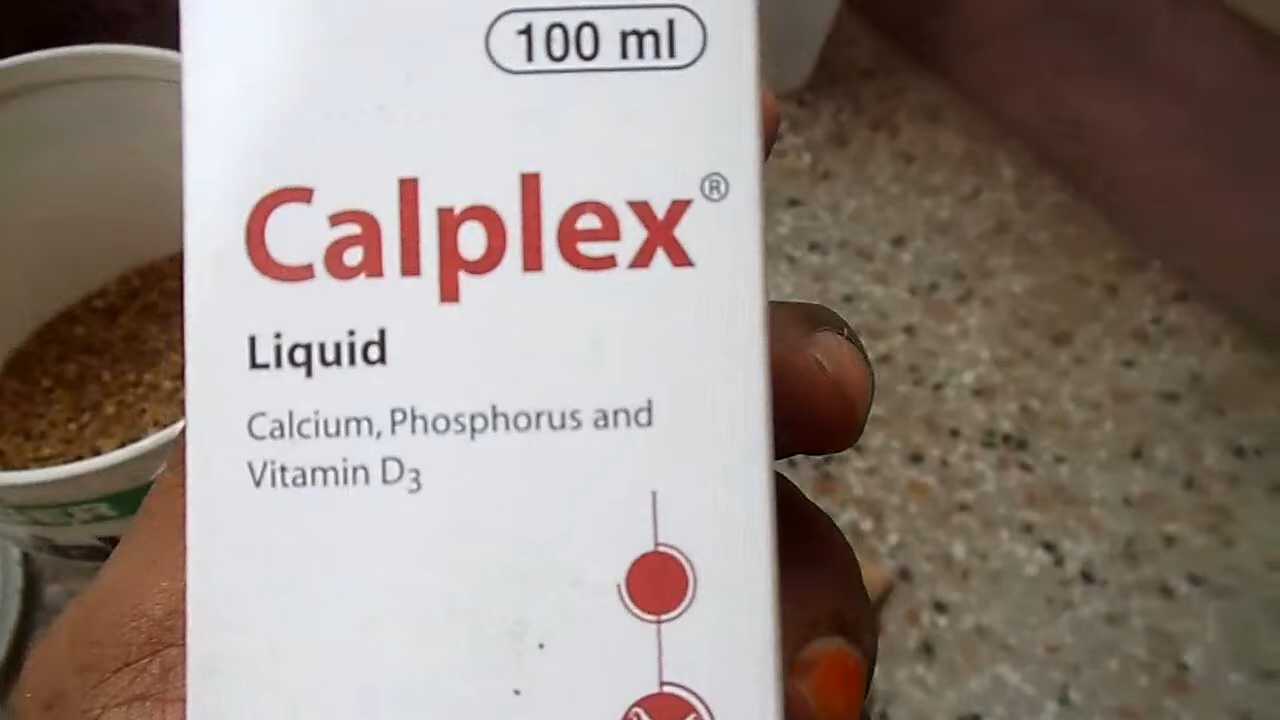 100 ml
Calplex®
Liquid
Calcium, Phosphorus and
Vitamin D3